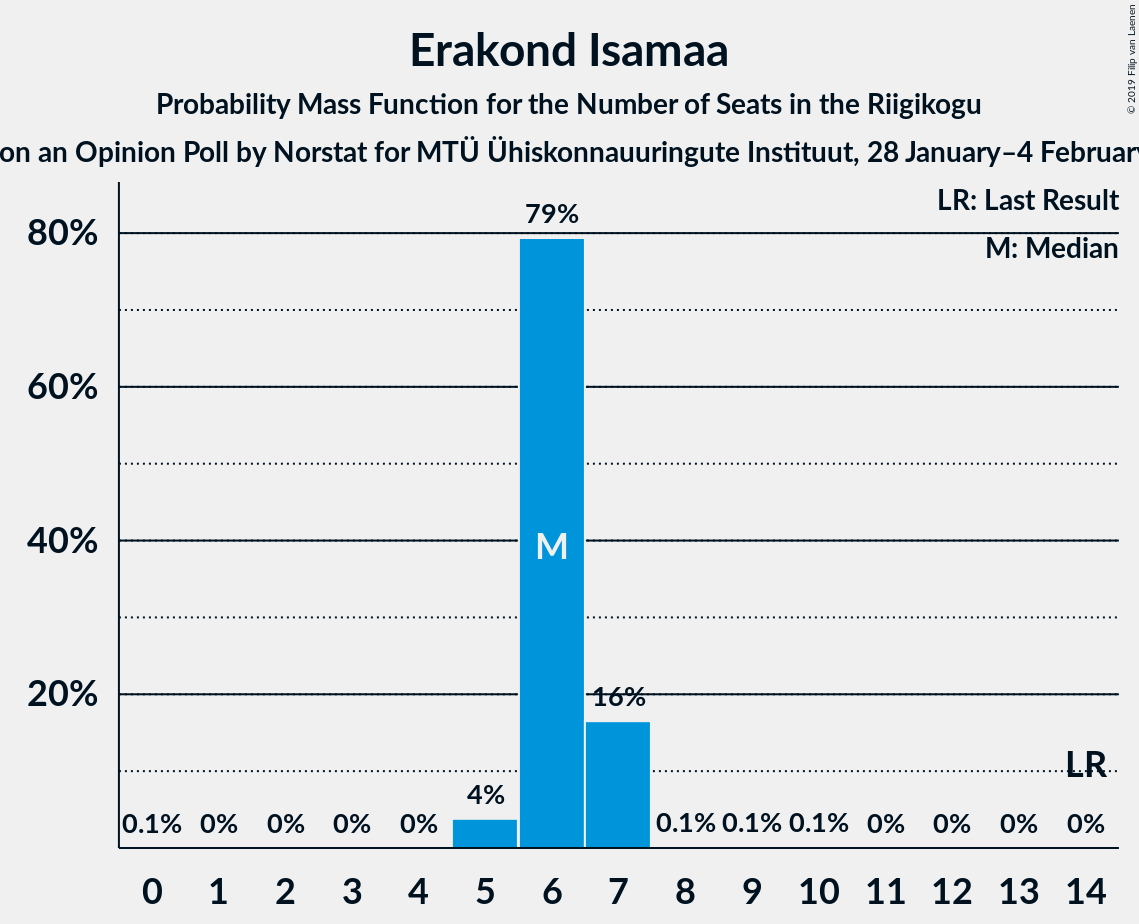 Erakond Isamaa
Probability Mass Function for the Number of Seats in the Riigikogu
on an Opinion Poll by Norstat for MTÜ Ühiskonnauuringute Instituut, 28 January–4 February
© 2019 Filip van Laenen
LR: Last Result
M: Median
80%
60%
40%
20%
79%
M
16%
LR
4%
0.1% 0% 0% 0% 0% 0.1% 0.1% 0.1% 0% 0% 0% 0%
0 1 2 3 4 5 6 7 8 9 10 11 12 13 14